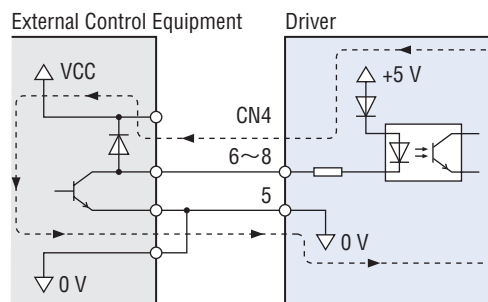 External Control Equipment
Driver
VCC
+5 V
CN4
6～8
5
0 V
0 V